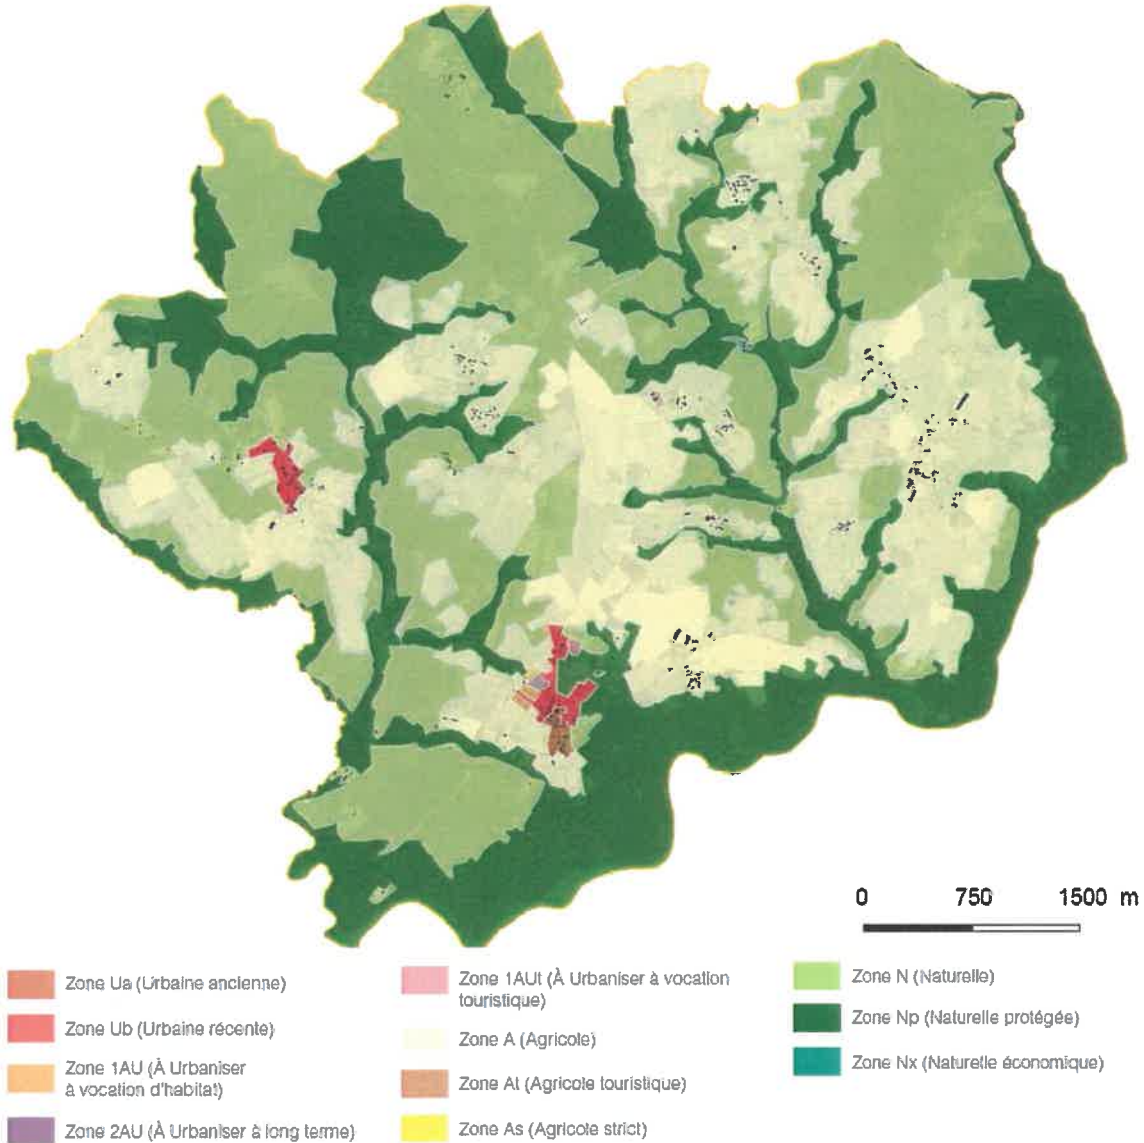 0 750 1500 m
Zone Ua (Urbaine ancienne)
Zone Ub (Urbaine récente)
Zone 1AU (À Urbaniser
à vocation d'habitat)
Zone 2AU (À Urbaniser à long terme)
Zone 1AUt (À Urbaniser à vocation
touristique)
Zone A (Agricole)
Zone At (Agricole touristique)
Zone As (Agricole strict)
Zone N (Naturelle)
Zone Np (Naturelle protégée)
Zone Nx (Naturelle économique)